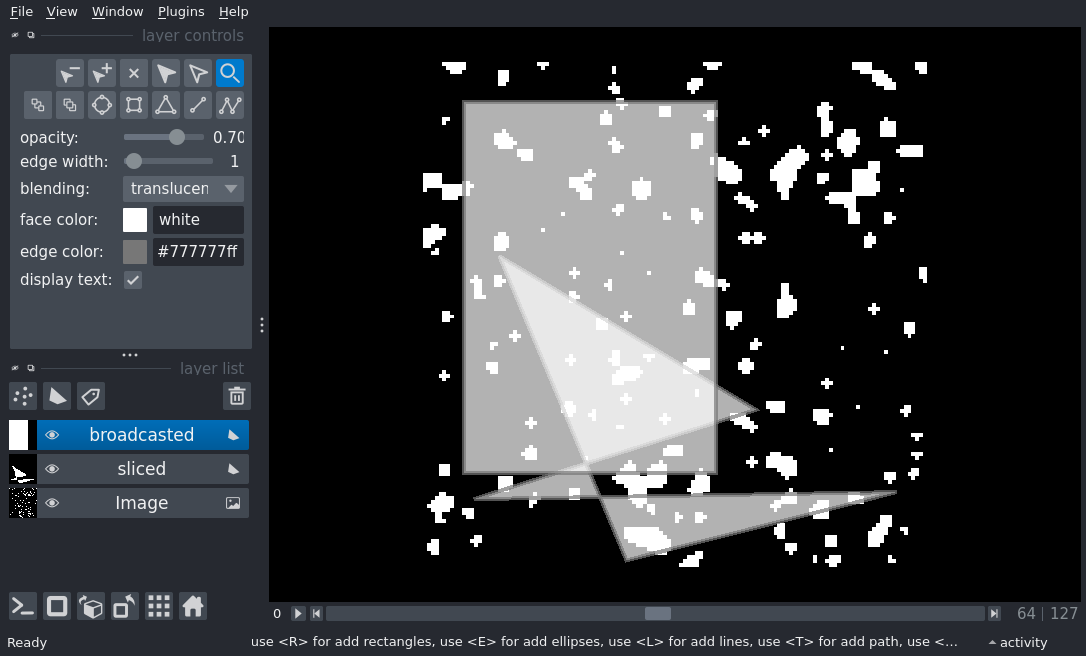 File View Window Plugins Help
layer controls
opacity: 0.70
edge width: 1
blending: translucen
face color: white
edge color: #777777ff
display text:
layer list
broadcasted
sliced
Image
0 64 | 127
Ready use <R> for add rectangles, use <E> for add ellipses, use <L> for add lines, use <T> for add path, use <... activity